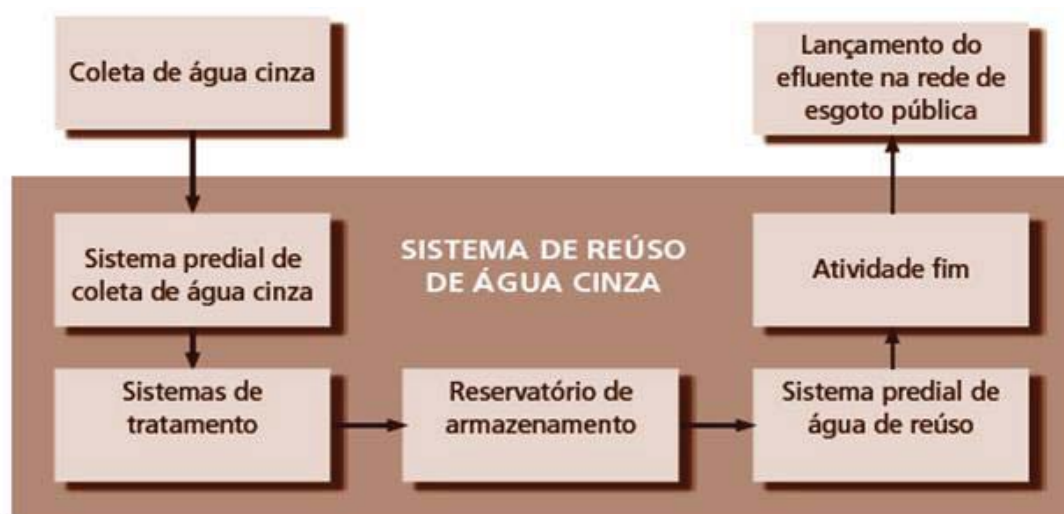 Coleta de água cinza
Lançamento do
efluente na rede de
esgoto pública
Sistema predial de
coleta de água cinza
SISTEMA DE REÚSO
DE ÁGUA CINZA
Atividade fim
Sistemas de
tratamento
Reservatório de
armazenamento
Sistema predial de
água de reúso